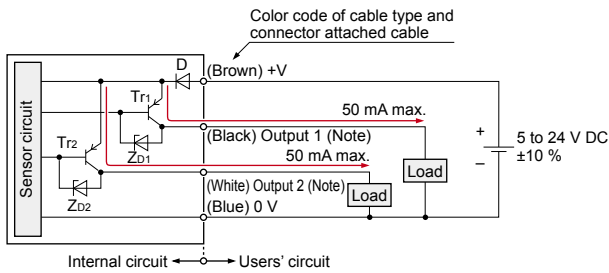 Color code of cable type and
connector attached cable
D
(Brown) +V
Tr1
50 mA max.
ZD1
(Black) Output 1 (Note)
Sensor circuit
Tr2
50 mA max.
+
5 to 24 V DC
±10 %
−
Load
ZD2
(White) Output 2 (Note)
Load
(Blue) 0 V
Internal circuit
Users' circuit